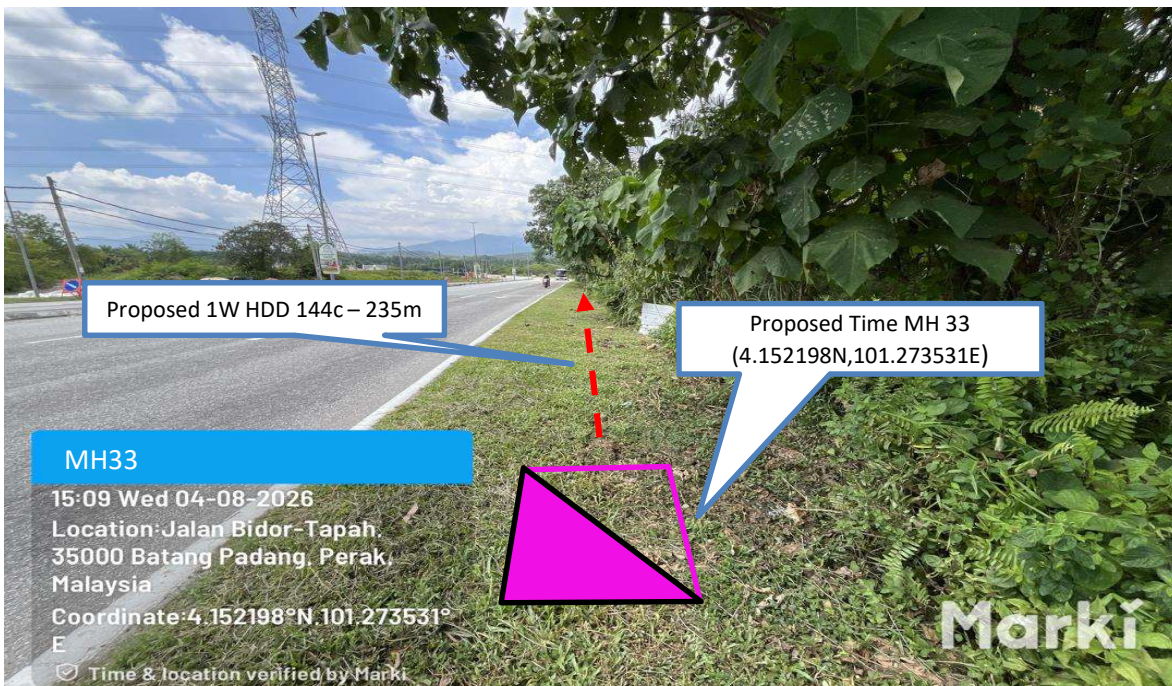 Proposed 1W HDD 144c – 235m
Proposed Time MH 33
(4.152198N,101.273531E)
MH33
15:09 Wed 04-08-2026
Location:Jalan Bidor-Tapah,
35000 Batang Padang, Perak,
Malaysia
Coordinate:4.152198°N,101.273531°
E
Time & location verified by Marki
Marki